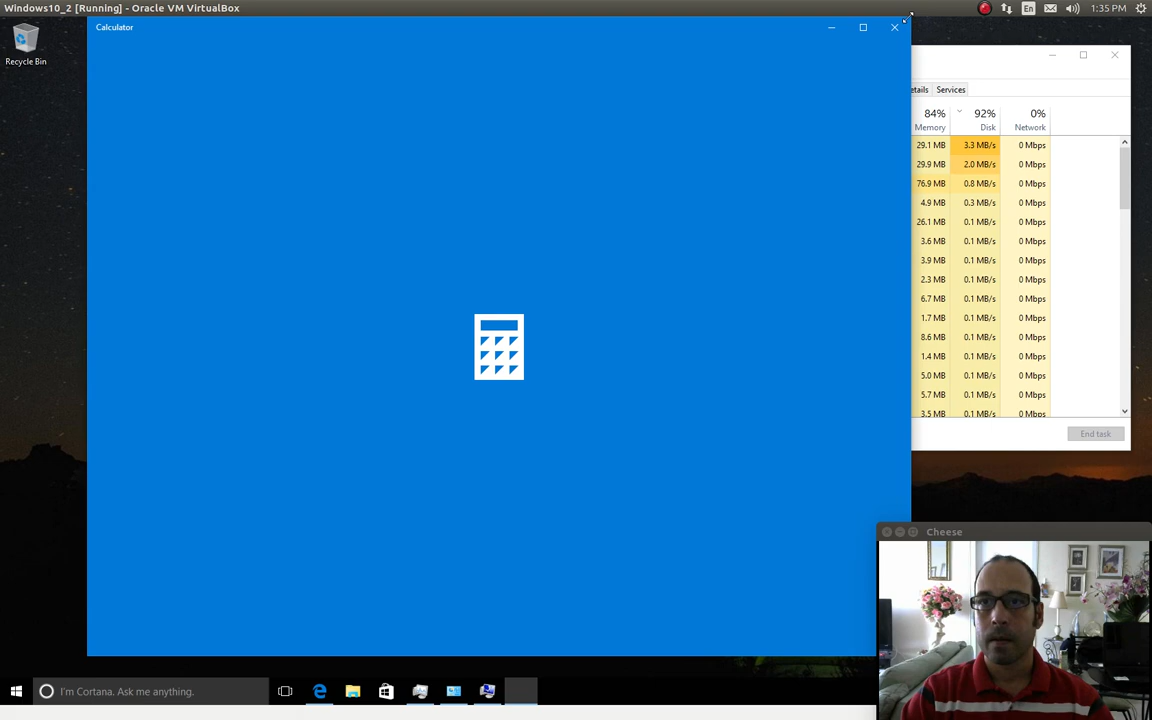 Windows10_2 [Running] - Oracle VM VirtualBox
En
1:35 PM
Recycle Bin
Calculator
etails Services
84% 92% 0%
Memory Disk Network
29.1 MB 3.3 MB/s 0 Mbps
29.9 MB 2.0 MB/s 0 Mbps
76.9 MB 0.8 MB/s 0 Mbps
4.9 MB 0.3 MB/s 0 Mbps
26.1 MB 0.1 MB/s 0 Mbps
3.6 MB 0.1 MB/s 0 Mbps
3.9 MB 0.1 MB/s 0 Mbps
2.3 MB 0.1 MB/s 0 Mbps
6.7 MB 0.1 MB/s 0 Mbps
1.7 MB 0.1 MB/s 0 Mbps
8.6 MB 0.1 MB/s 0 Mbps
1.4 MB 0.1 MB/s 0 Mbps
5.0 MB 0.1 MB/s 0 Mbps
5.7 MB 0.1 MB/s 0 Mbps
3.5 MB 0.1 MB/s 0 Mbps
End task
Cheese
I'm Cortana. Ask me anything.